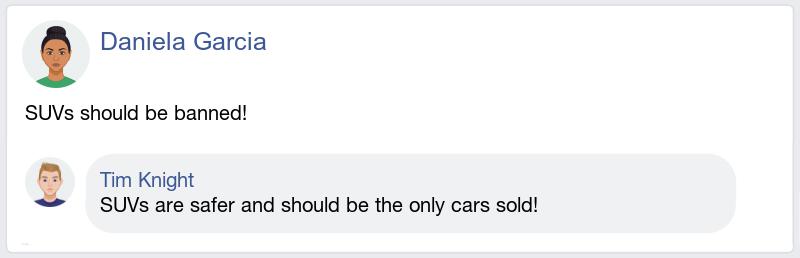 Daniela Garcia
SUVs should be banned!
Tim Knight
SUVs are safer and should be the only cars sold!